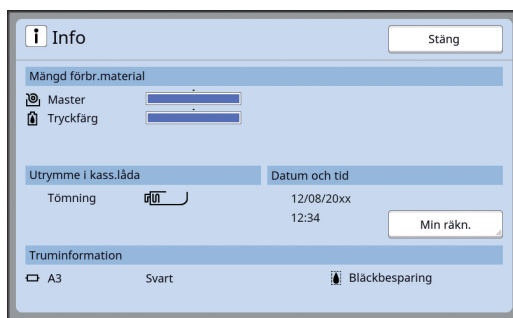 i Info
Stäng
Mängd förbr.material
Master
Tryckfärg
Utrymme i kass.låda
Datum och tid
Tömning
12/08/20xx
12:34
Min räkn.
Truminformation
A3 Svart Bläckbesparing